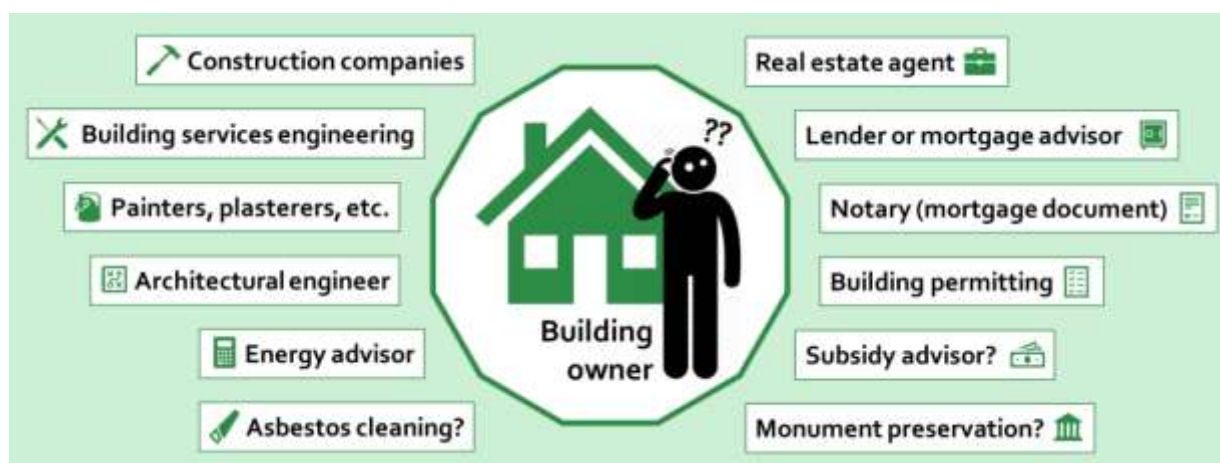 Construction companies
Building services engineering
Painters, plasterers, etc.
Architectural engineer
Energy advisor
Asbestos cleaning?
??
Building
owner
Real estate agent
Lender or mortgage advisor
Notary (mortgage document)
Building permitting
Subsidy advisor?
Monument preservation?